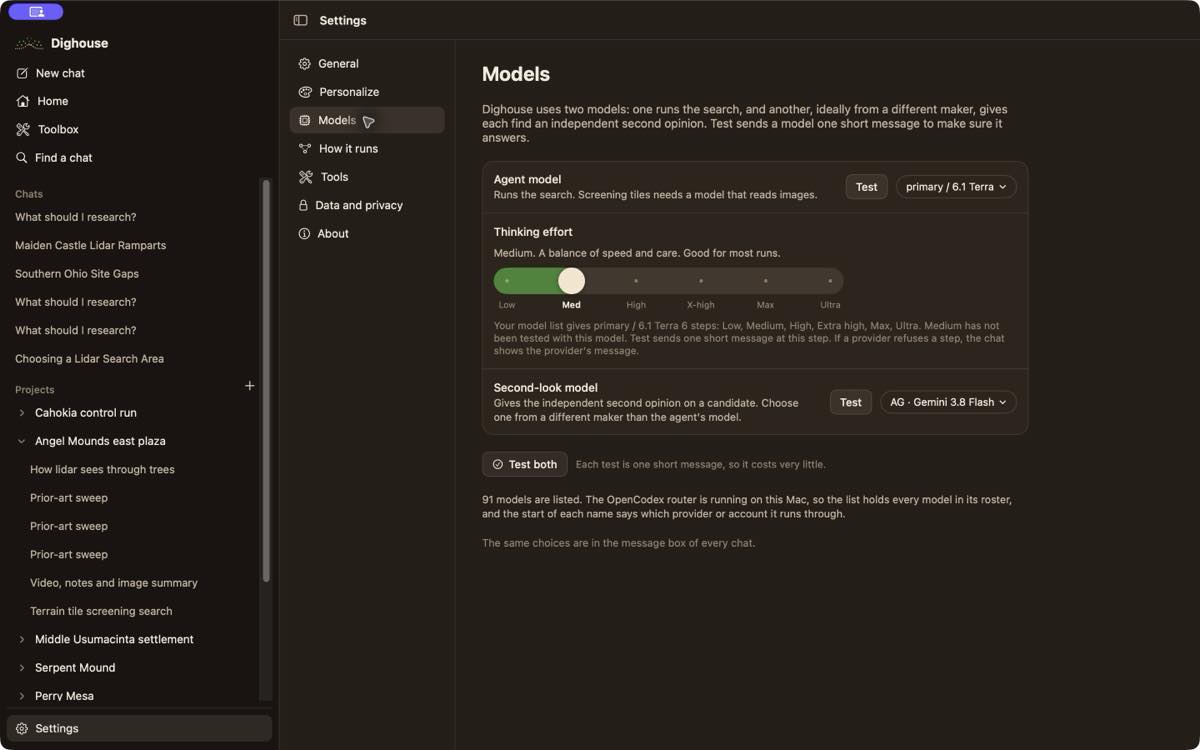 Dighouse
New chat
Home
Toolbox
Find a chat
Chats
What should I research?
Maiden Castle Lidar Ramparts
Southern Ohio Site Gaps
What should I research?
What should I research?
Choosing a Lidar Search Area
Projects
Cahokia control run
Angel Mounds east plaza
How lidar sees through trees
Prior-art sweep
Prior-art sweep
Prior-art sweep
Video, notes and image summary
Terrain tile screening search
Middle Usumacinta settlement
Serpent Mound
Perry Mesa
Settings
Settings
General
Personalize
Models
How it runs
Tools
Data and privacy
About
Models
Dighouse uses two models: one runs the search, and another, ideally from a different maker, gives
each find an independent second opinion. Test sends a model one short message to make sure it
answers.
Agent model
Runs the search. Screening tiles needs a model that reads images.
Test
primary / 6.1 Terra
Thinking effort
Medium. A balance of speed and care. Good for most runs.
Low Med High X-high Max Ultra
Your model list gives primary / 6.1 Terra 6 steps: Low, Medium, High, Extra high, Max, Ultra. Medium has not
been tested with this model. Test sends one short message at this step. If a provider refuses a step, the chat
shows the provider's message.
Second-look model
Gives the independent second opinion on a candidate. Choose
one from a different maker than the agent's model.
Test
AG · Gemini 3.8 Flash
Test both
Each test is one short message, so it costs very little.
91 models are listed. The OpenCodex router is running on this Mac, so the list holds every model in its roster,
and the start of each name says which provider or account it runs through.
The same choices are in the message box of every chat.